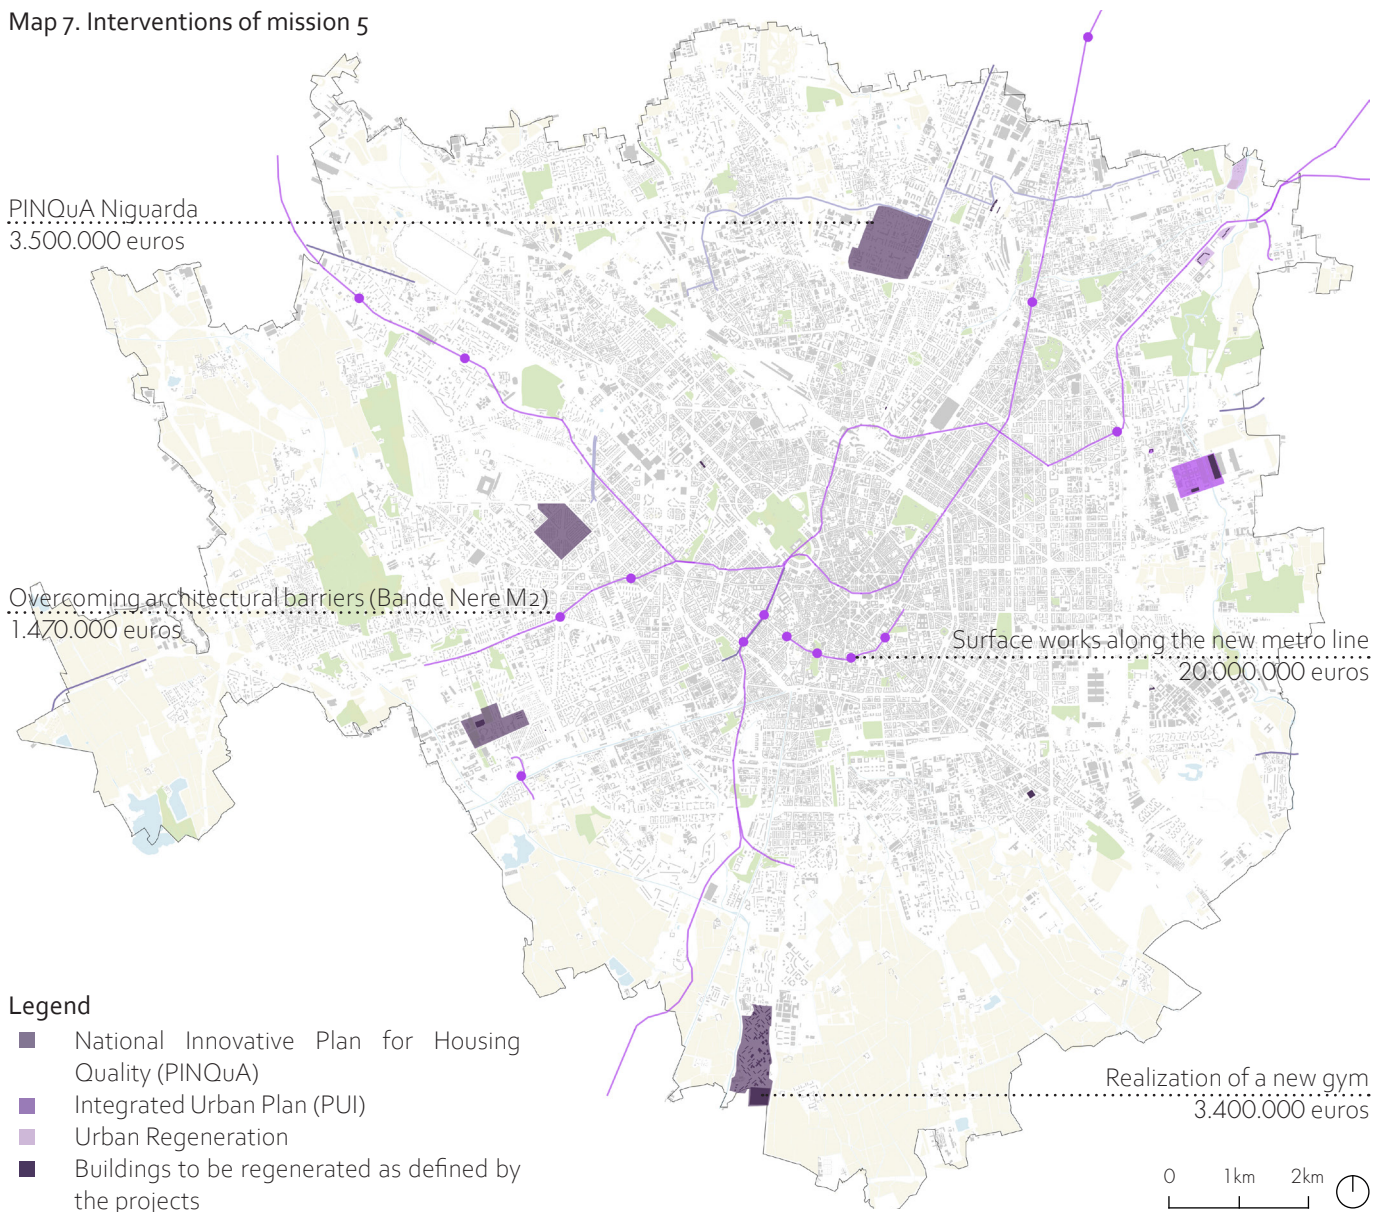 Map 7. Interventions of mission 5
PINQuA Niguarda
3.500.000 euros
Overcoming architectural barriers (Bande Nere M2)
1.470.000 euros
Surface works along the new metro line
20.000.000 euros
Realization of a new gym
3.400.000 euros
Legend
National Innovative Plan for Housing
Quality (PINQuA)
Integrated Urban Plan (PUI)
Urban Regeneration
Buildings to be regenerated as defined by
the projects
0 1km 2km